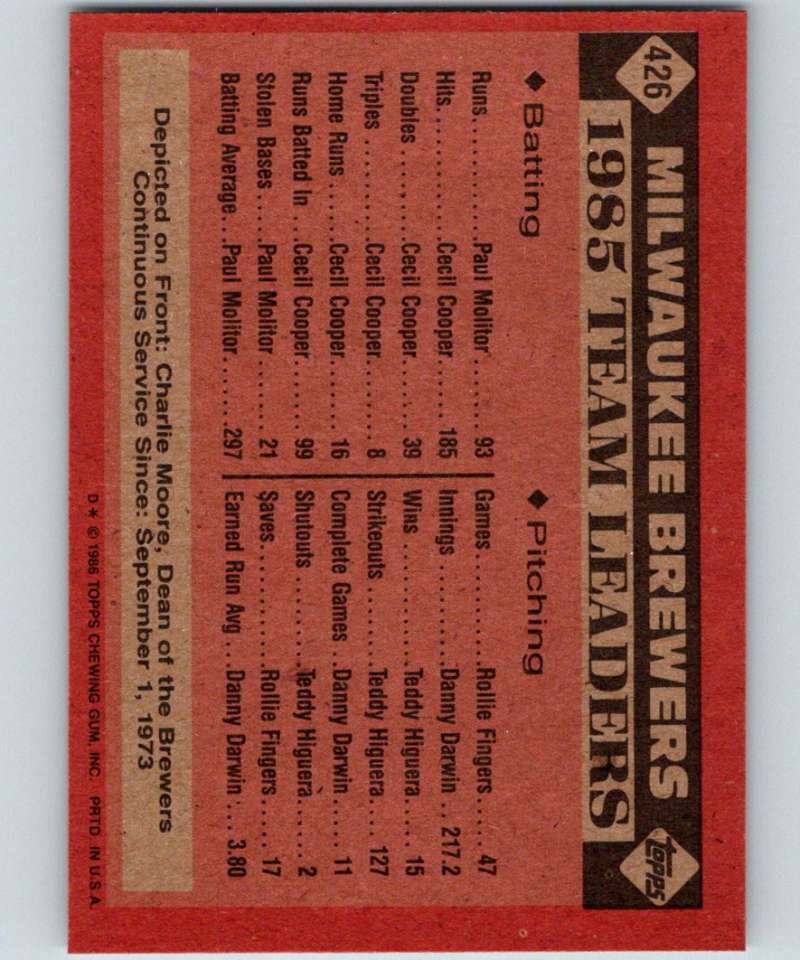 426
MILWAUKEE BREWERS
topps
1985 TEAM LEADERS
◆ Batting
Runs........Paul Molitor........93
Hits..........Cecil Cooper......185
Doubles......Cecil Cooper......39
Triples........Cecil Cooper......8
Home Runs....Cecil Cooper......16
Runs Batted In...Cecil Cooper....99
Stolen Bases....Paul Molitor......21
Batting Average...Paul Molitor.......297
◆ Pitching
Games..........Rollie Fingers.....47
Innings..........Danny Darwin..217.2
Wins............Teddy Higuera....15
Strikeouts......Teddy Higuera....127
Complete Games..Danny Darwin....11
Shutouts.......Teddy Higuera.....2
Saves..........Rollie Fingers.....17
Earned Run Avg...Danny Darwin...3.80
Depicted on Front: Charlie Moore, Dean of the Brewers
Continuous Service Since: September 1, 1973
D* © 1986 TOPPS CHEWING GUM, INC. PRTD. IN U.S.A.